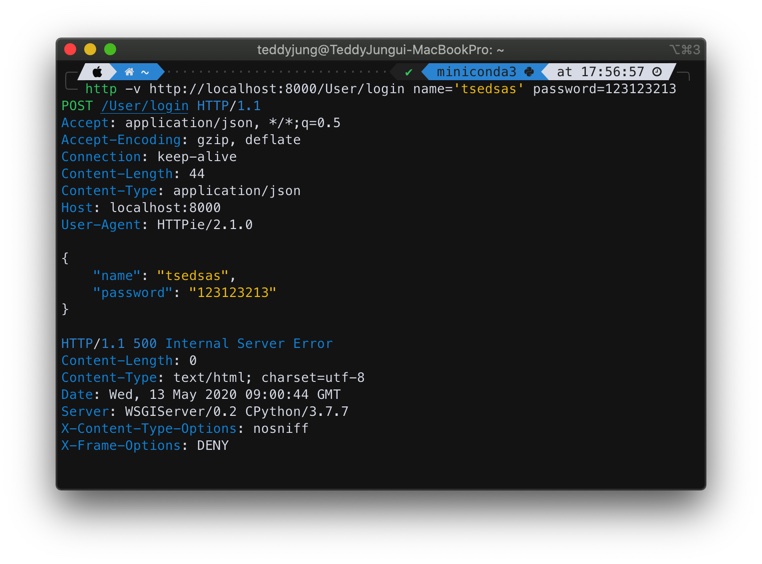 teddyjung@TeddyJungui-MacBookPro: ~
⌥⌘3
~ ································ ✔ miniconda3 at 17:56:57
http -v http://localhost:8000/User/login name='tsedsas' password=123123213
POST /User/login HTTP/1.1
Accept: application/json, */*;q=0.5
Accept-Encoding: gzip, deflate
Connection: keep-alive
Content-Length: 44
Content-Type: application/json
Host: localhost:8000
User-Agent: HTTPie/2.1.0
{
    "name": "tsedsas",
    "password": "123123213"
}
HTTP/1.1 500 Internal Server Error
Content-Length: 0
Content-Type: text/html; charset=utf-8
Date: Wed, 13 May 2020 09:00:44 GMT
Server: WSGIServer/0.2 CPython/3.7.7
X-Content-Type-Options: nosniff
X-Frame-Options: DENY